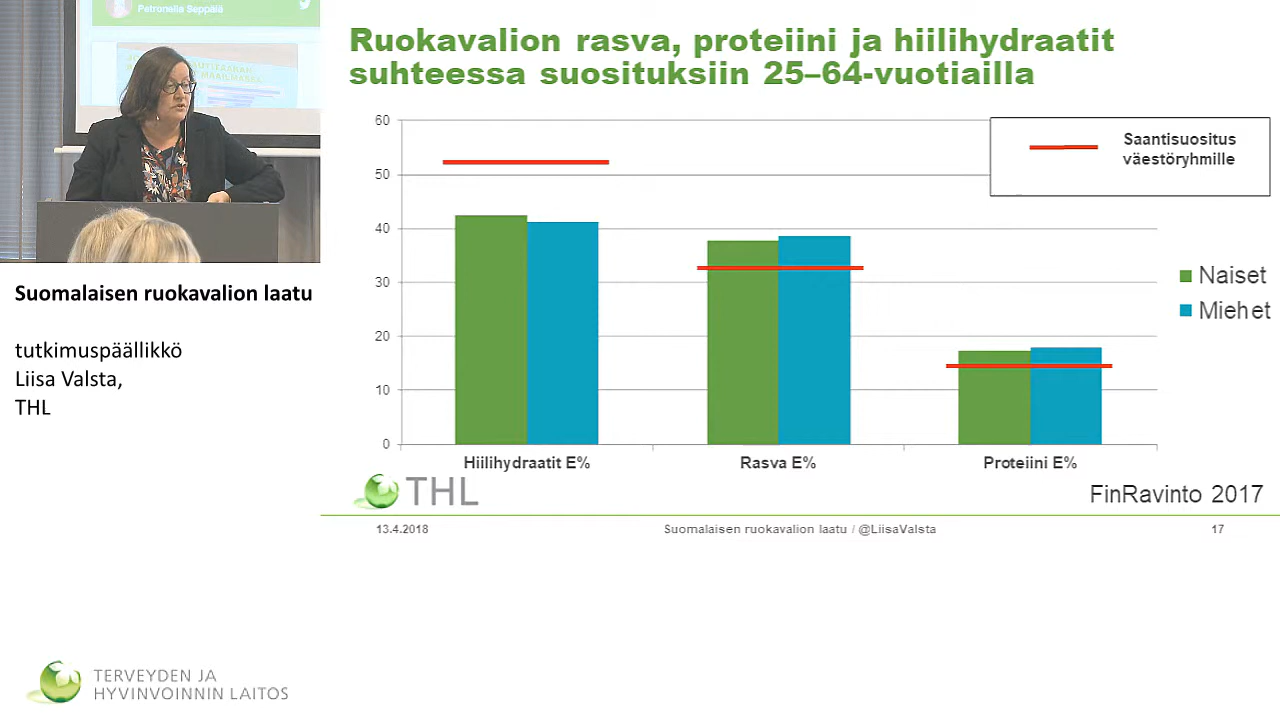 Petronella Seppälä
Ruokavalion rasva, proteiini ja hiilihydraatit
suhteessa suosituksiin 25–64-vuotiailla
60
50
40
30
20
10
0
Saantisuositus
väestöryhmille
Naiset
Miehet
Hiilihydraatit E%
Rasva E%
Proteiini E%
THL
FinRavinto 2017
13.4.2018
Suomalaisen ruokavalion laatu / @LiisaValsta
17
Suomalaisen ruokavalion laatu
tutkimuspäällikkö
Liisa Valsta,
THL
TERVEYDEN JA
HYVINVOINNIN LAITOS